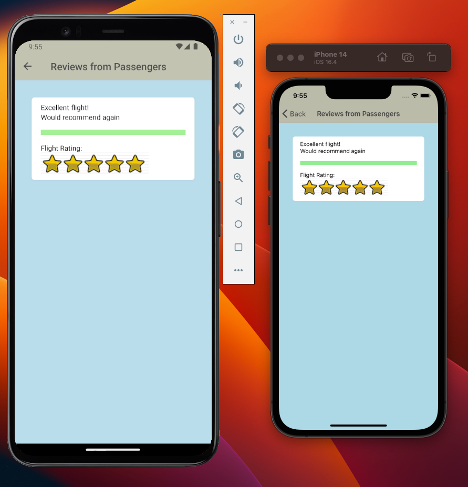 9:55
Reviews from Passengers
Excellent flight!
Would recommend again
Flight Rating:
iPhone 14
iOS 16.4
9:55
Back
Reviews from Passengers
Excellent flight!
Would recommend again
Flight Rating: